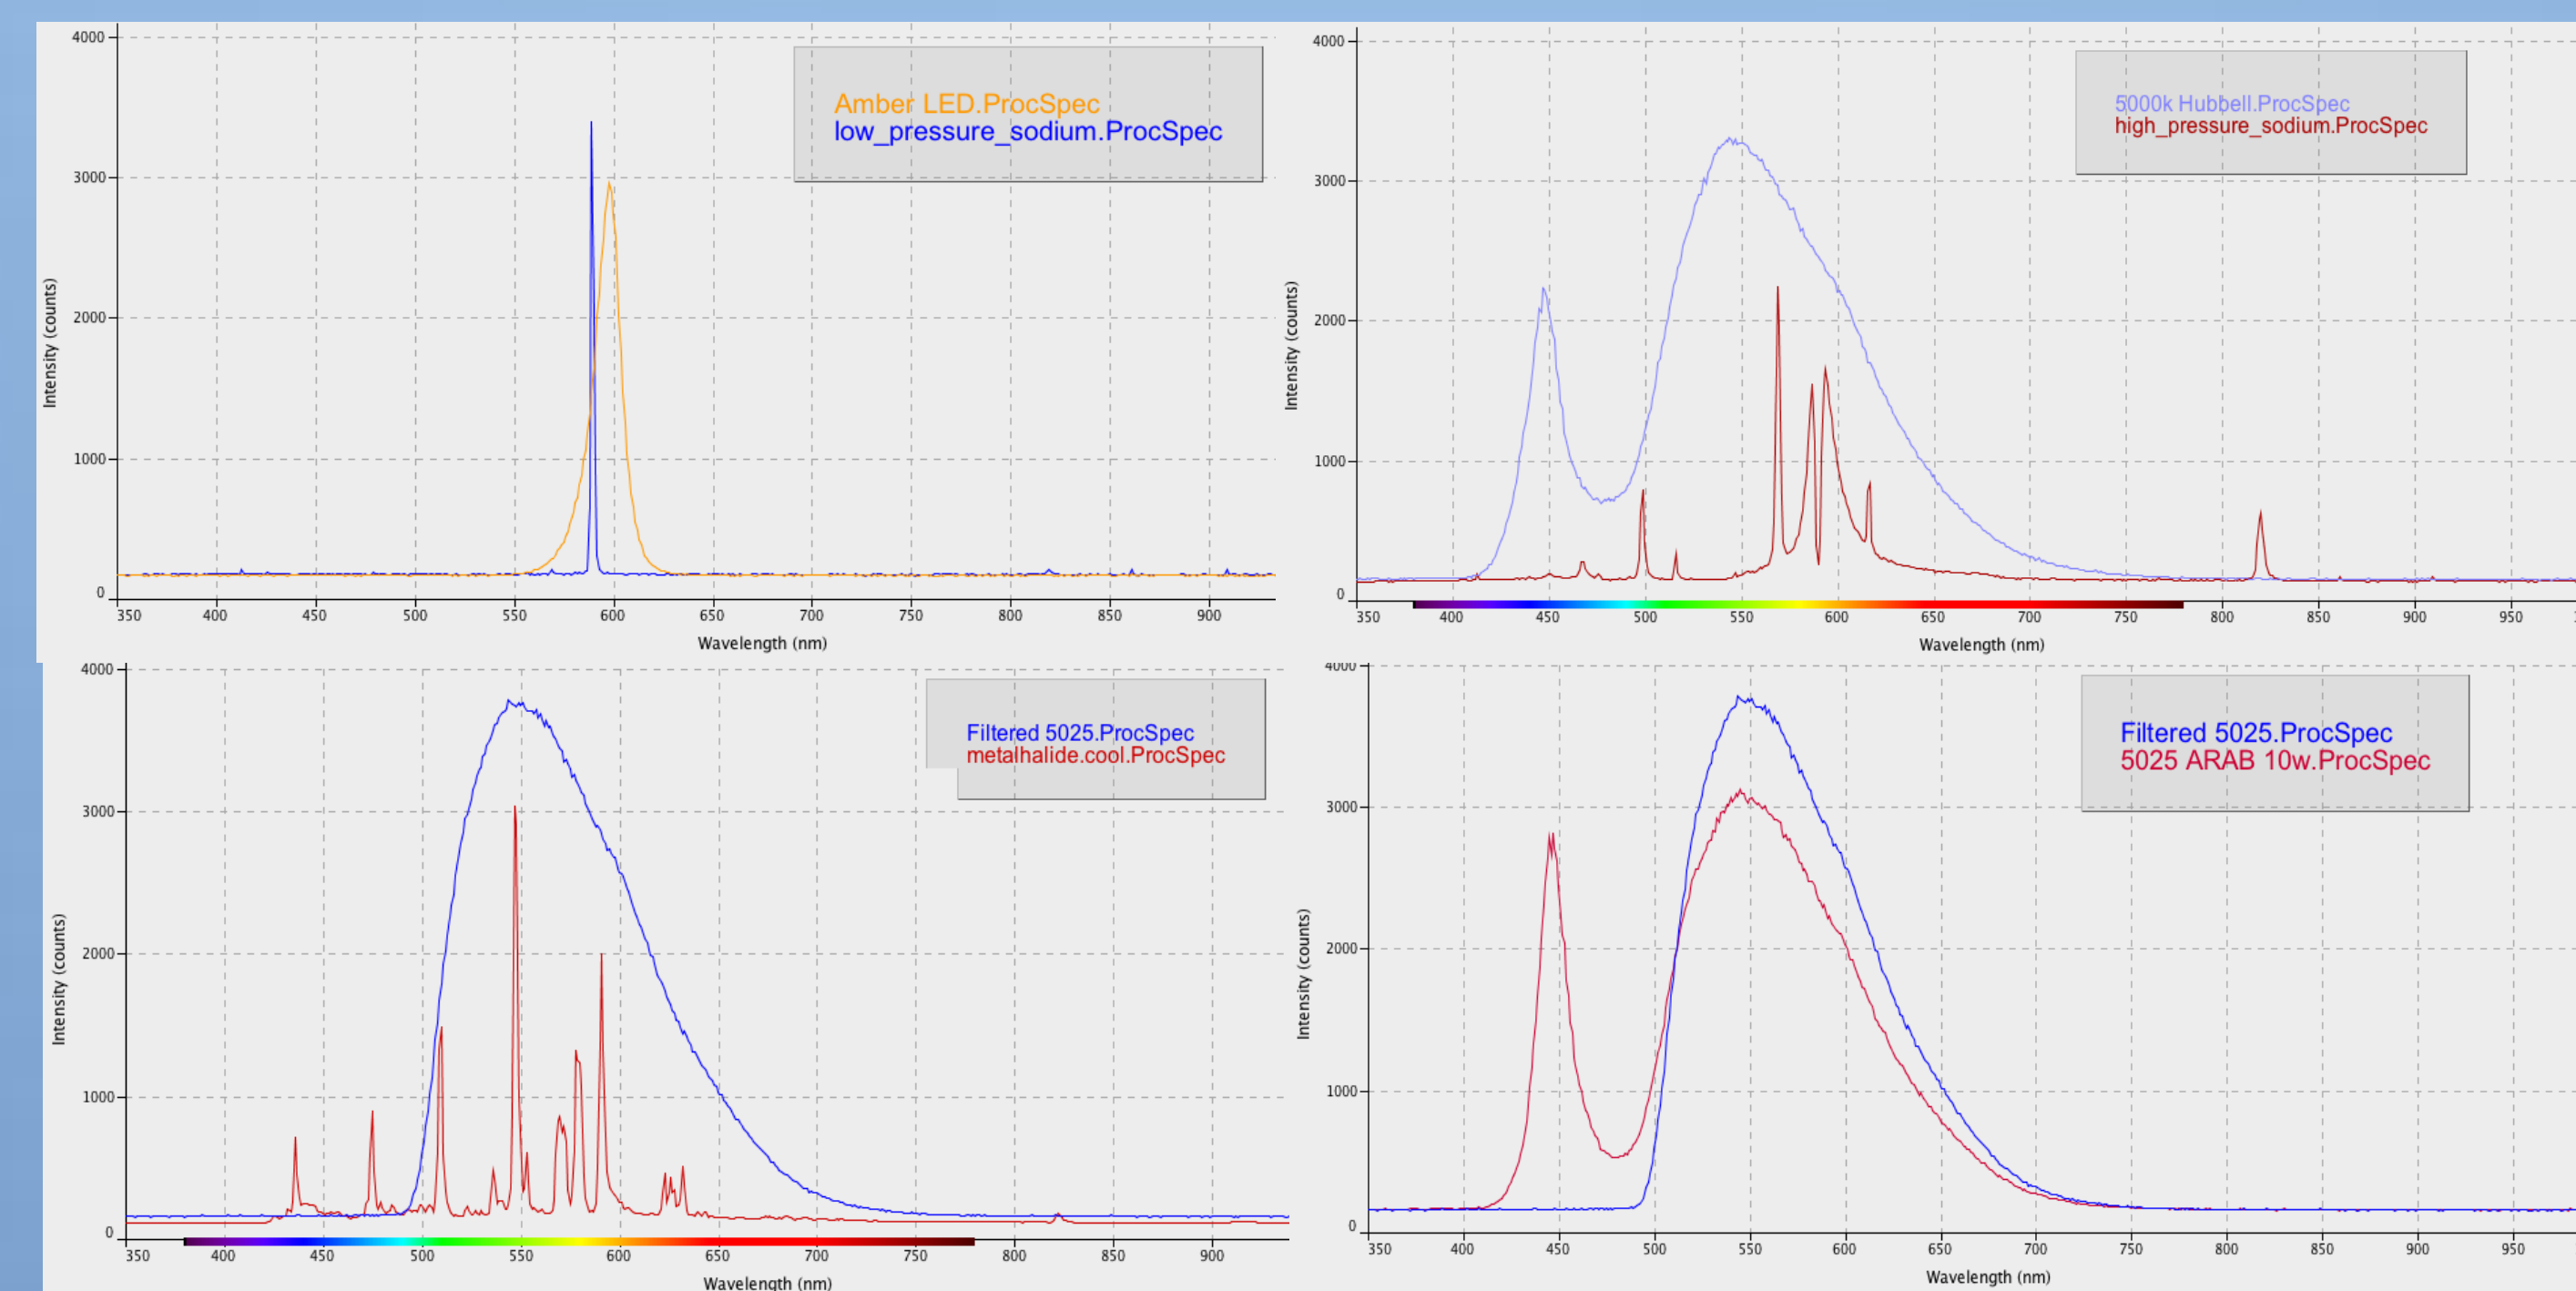 4000
3000
2000
1000
0
Intensity (counts)
Amber LED.ProcSpec
low_pressure_sodium.ProcSpec
350 400 450 500 550 600 650 700 750 800 850 900
Wavelength (nm)
4000
3000
2000
1000
0
Intensity (counts)
5000k Hubbell.ProcSpec
high_pressure_sodium.ProcSpec
350 400 450 500 550 600 650 700 750 800 850 900 950
Wavelength (nm)
4000
3000
2000
1000
0
Intensity (counts)
Filtered 5025.ProcSpec
metalhalide.cool.ProcSpec
350 400 450 500 550 600 650 700 750 800 850 900
Wavelength (nm)
4000
3000
2000
1000
0
Intensity (counts)
Filtered 5025.ProcSpec
5025 ARAB 10w.ProcSpec
350 400 450 500 550 600 650 700 750 800 850 900 950
Wavelength (nm)